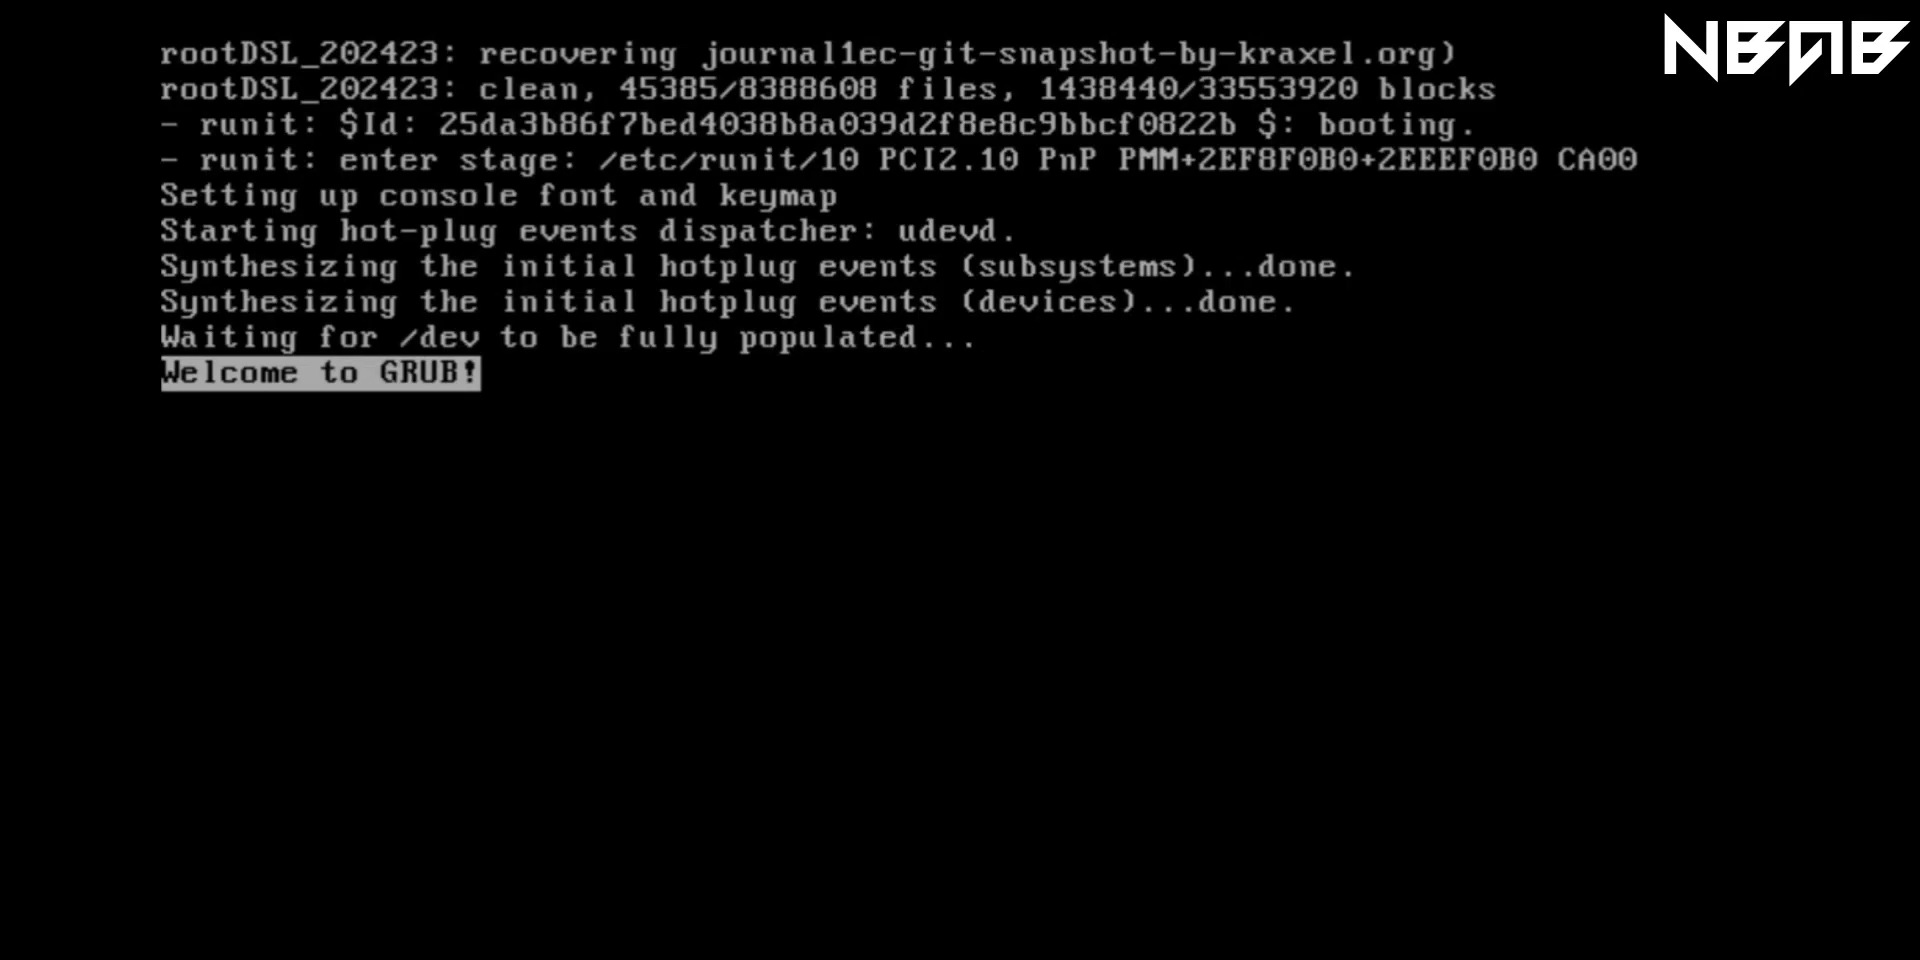 NBAB
rootDSL_202423: recovering journal1ec-git-snapshot-by-kraxel.org)
rootDSL_202423: clean, 45385/8388608 files, 1438440/33553920 blocks
- runit: $Id: 25da3b86f7bed4038b8a039d2f8e8c9bbcf0822b $: booting.
- runit: enter stage: /etc/runit/10 PCI2.10 PnP PMM+2EF8F0B0+2EEEF0B0 CA00
Setting up console font and keymap
Starting hot-plug events dispatcher: udevd.
Synthesizing the initial hotplug events (subsystems)...done.
Synthesizing the initial hotplug events (devices)...done.
Waiting for /dev to be fully populated...
Welcome to GRUB!